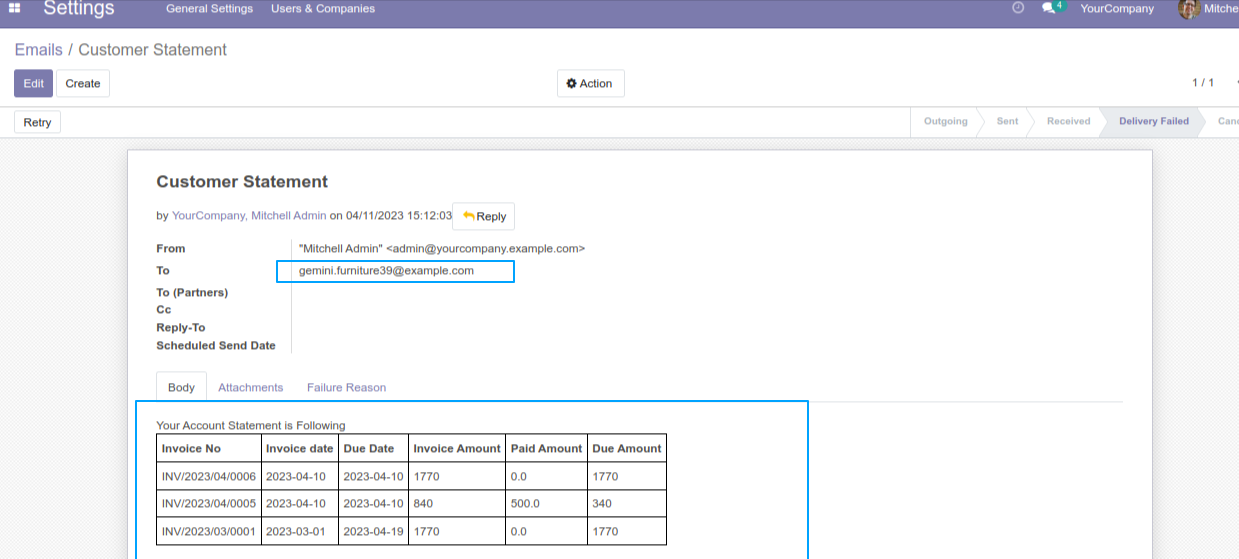 Settings General Settings Users & Companies 4 YourCompany Mitche
Emails / Customer Statement
Edit Create Action 1 / 1
Retry Outgoing Sent Received Delivery Failed Canc
Customer Statement
by YourCompany, Mitchell Admin on 04/11/2023 15:12:03 Reply
From "Mitchell Admin" <admin@yourcompany.example.com>
To gemini.furniture39@example.com
To (Partners)
Cc
Reply-To
Scheduled Send Date
Body Attachments Failure Reason
Your Account Statement is Following
Invoice No Invoice date Due Date Invoice Amount Paid Amount Due Amount
INV/2023/04/0006 2023-04-10 2023-04-10 1770 0.0 1770
INV/2023/04/0005 2023-04-10 2023-04-10 840 500.0 340
INV/2023/03/0001 2023-03-01 2023-04-19 1770 0.0 1770